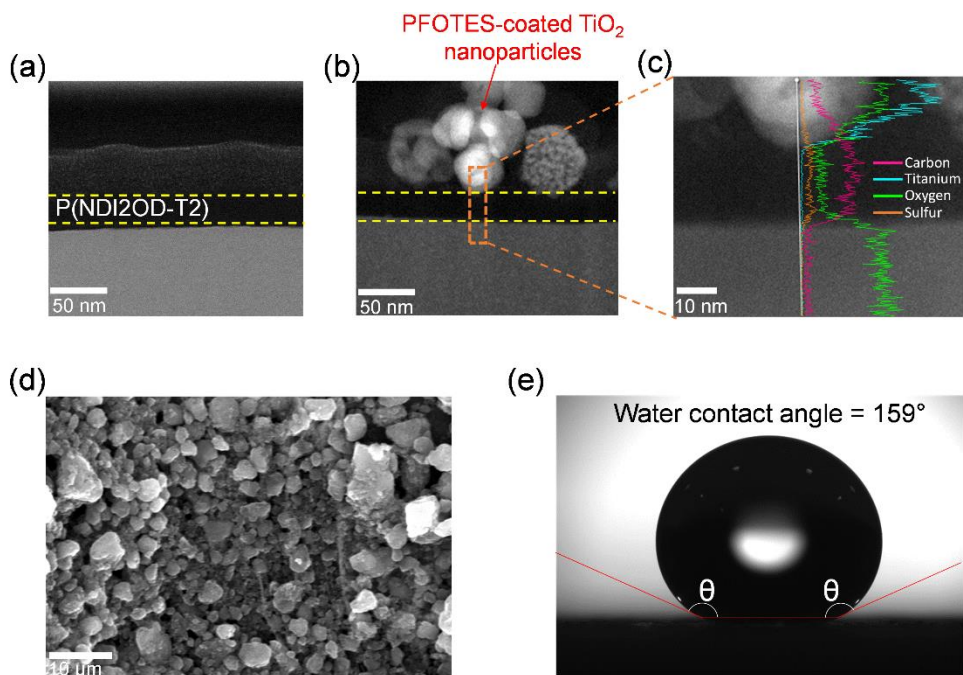 PFOTES-coated TiO₂
nanoparticles
(a)
(b)
(c)
P(NDI2OD-T2)
50 nm
50 nm
Carbon
Titanium
Oxygen
Sulfur
10 nm
(d)
(e)
10 µm
Water contact angle = 159°
θ
θ